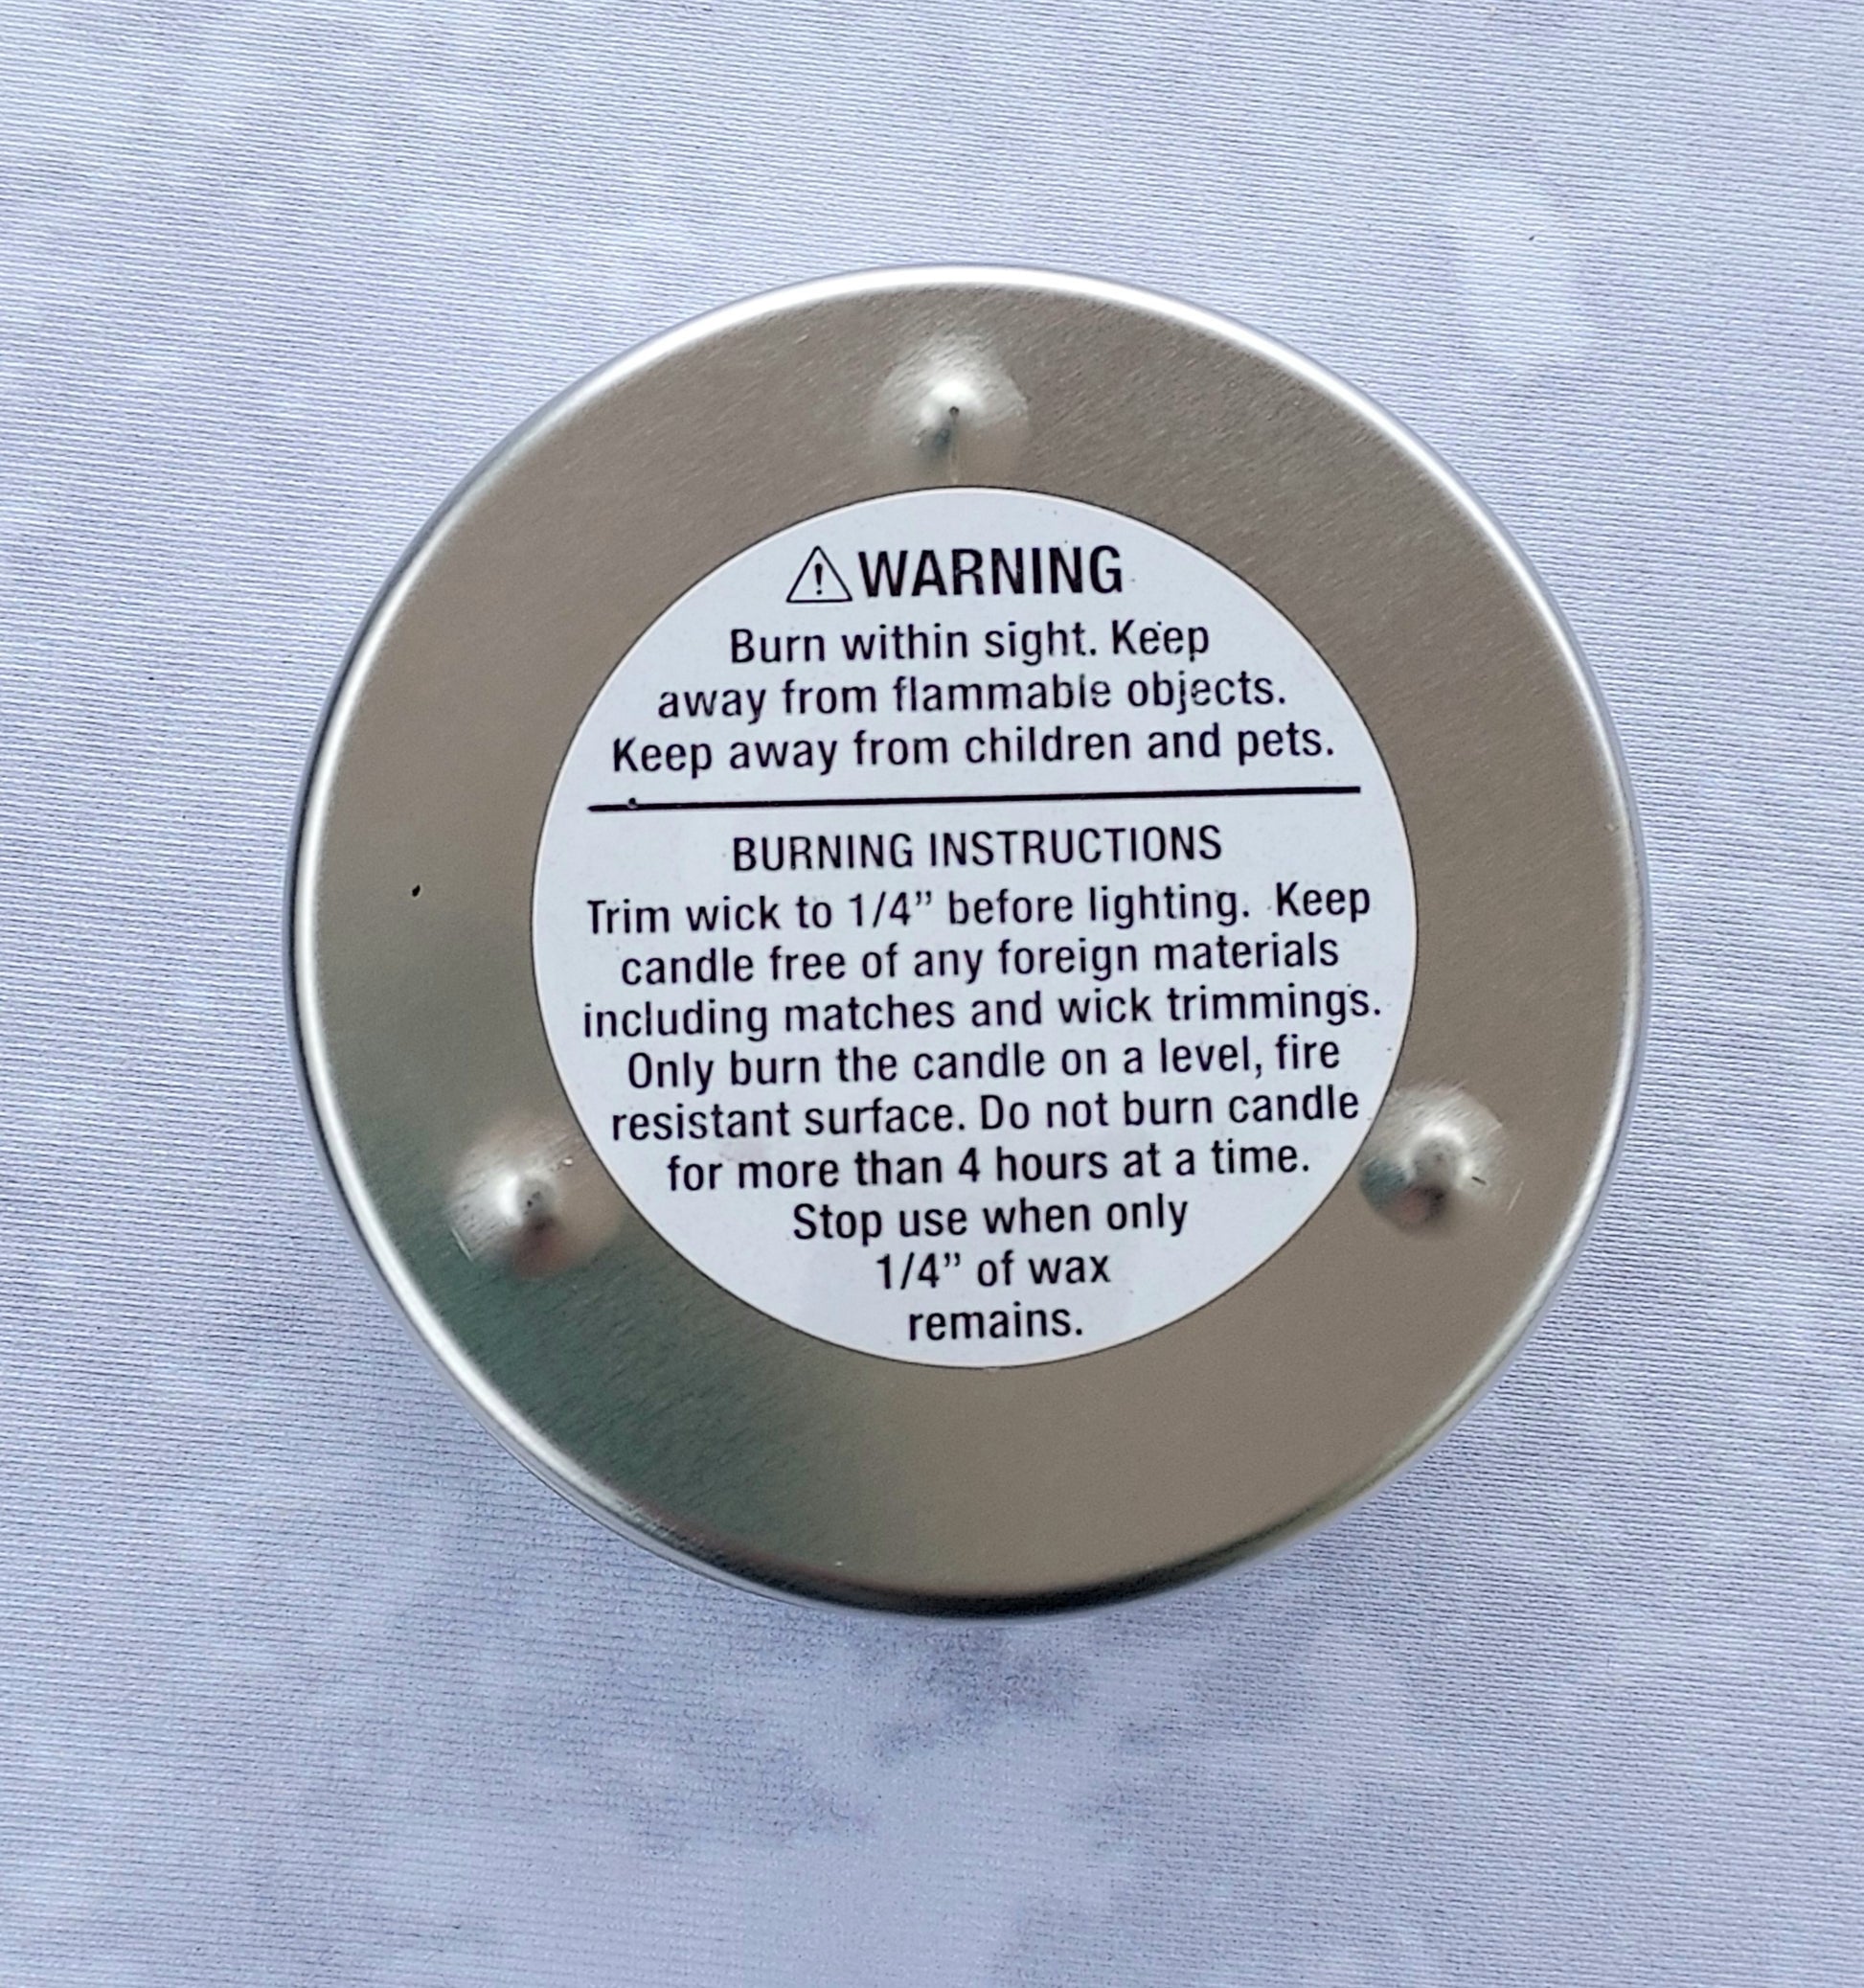 ⚠WARNING
Burn within sight. Keep
away from flammable objects.
Keep away from children and pets.
BURNING INSTRUCTIONS
Trim wick to 1/4” before lighting. Keep
candle free of any foreign materials
including matches and wick trimmings.
Only burn the candle on a level, fire
resistant surface. Do not burn candle
for more than 4 hours at a time.
Stop use when only
1/4” of wax
remains.